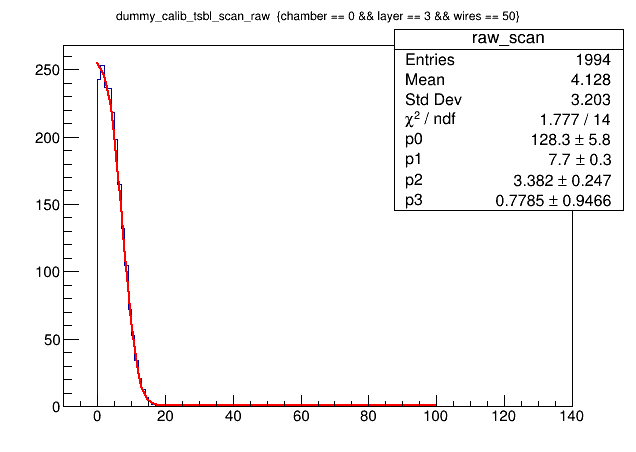 dummy_calib_tsbl_scan_raw {chamber == 0 && layer == 3 && wires == 50}
raw_scan
Entries 1994
Mean 4.128
Std Dev 3.203
χ² / ndf 1.777 / 14
p0 128.3 ± 5.8
p1 7.7 ± 0.3
p2 3.382 ± 0.247
p3 0.7785 ± 0.9466
250
200
150
100
50
0
0 20 40 60 80 100 120 140